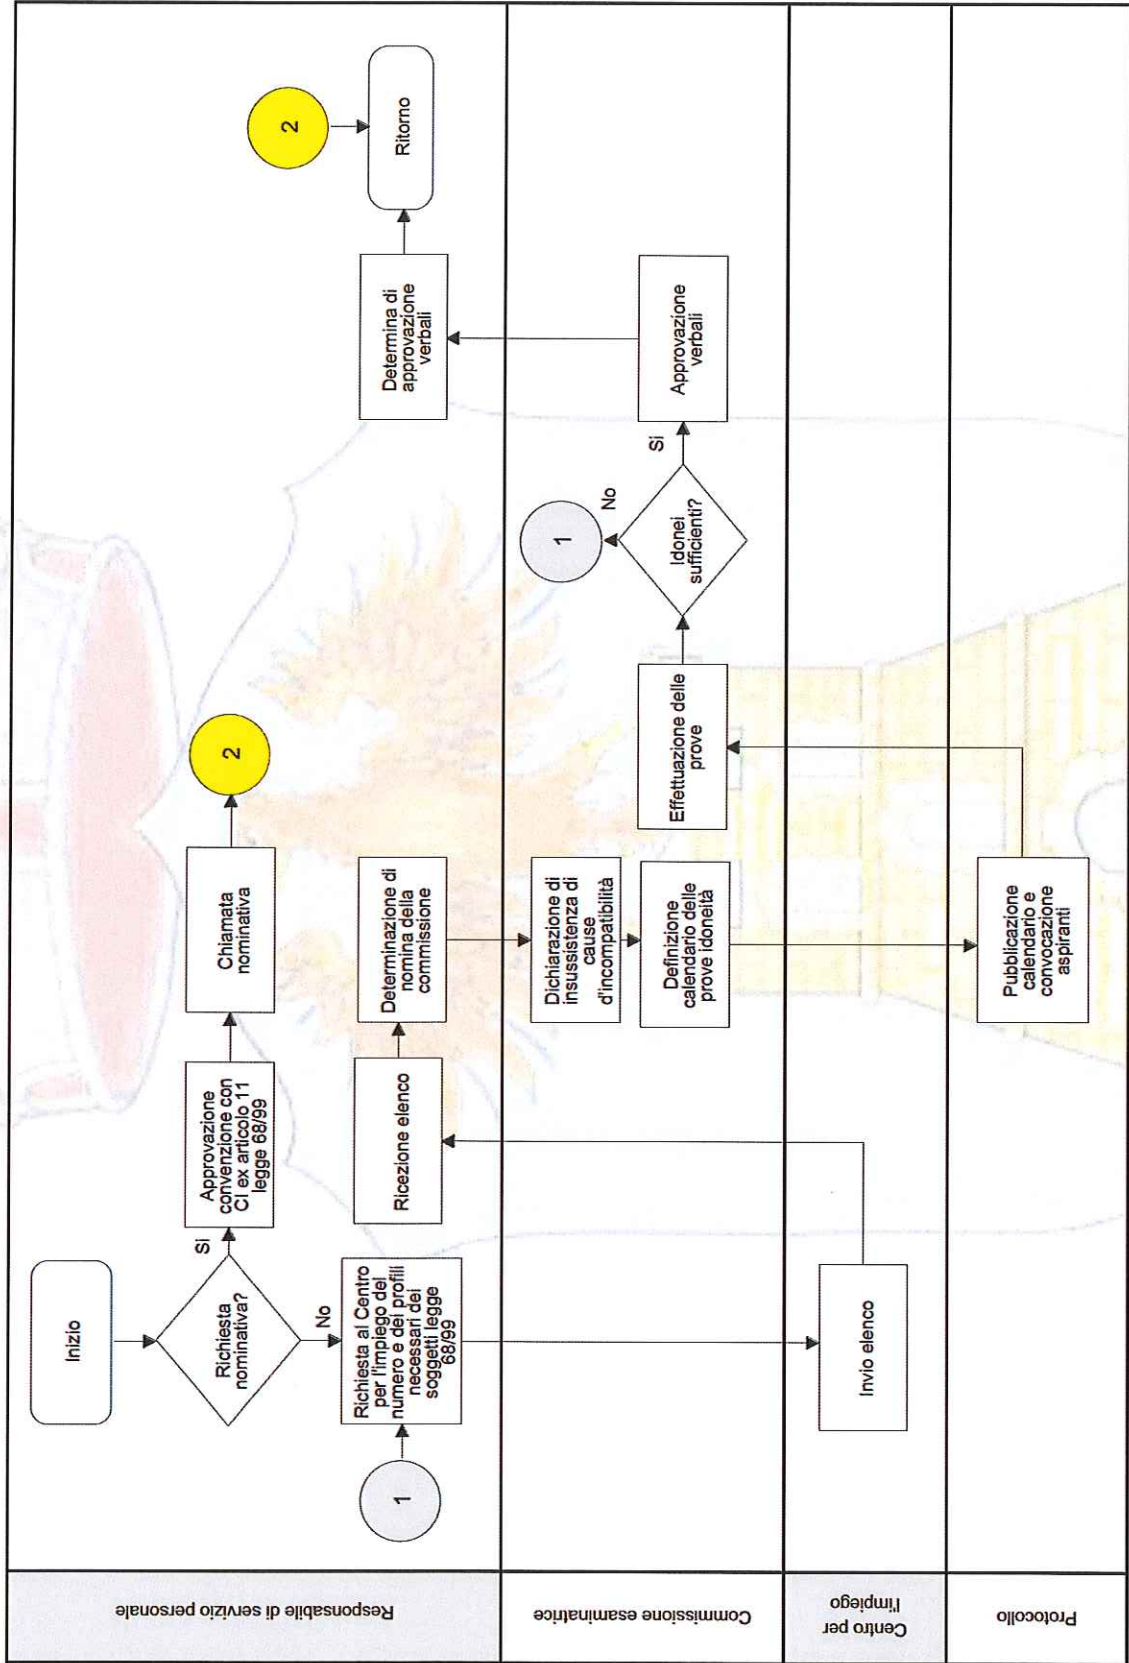 Responsabile di servizio personale
Inizio
Richiesta
nominativa?
Si
No
Approvazione
convenzione con
CI ex articolo 11
legge 68/99
Chiamata
nominativa
2
1
Richiesta al Centro
per l'impiego del
numero e dei profili
necessari dei
soggetti legge
68/99
Ricezione elenco
Determinazione di
nomina della
commissione
Determina di
approvazione
verbali
2
Ritorno
Commissione esaminatrice
Dichiarazione di
insussistenza di
cause
d'incompatibilità
Definizione
calendario delle
prove idoneità
Effettuazione delle
prove
Idonei
sufficienti?
No
1
Si
Approvazione
verbali
Centro per
l'impiego
Invio elenco
Protocollo
Pubblicazione
calendario e
convocazione
aspiranti